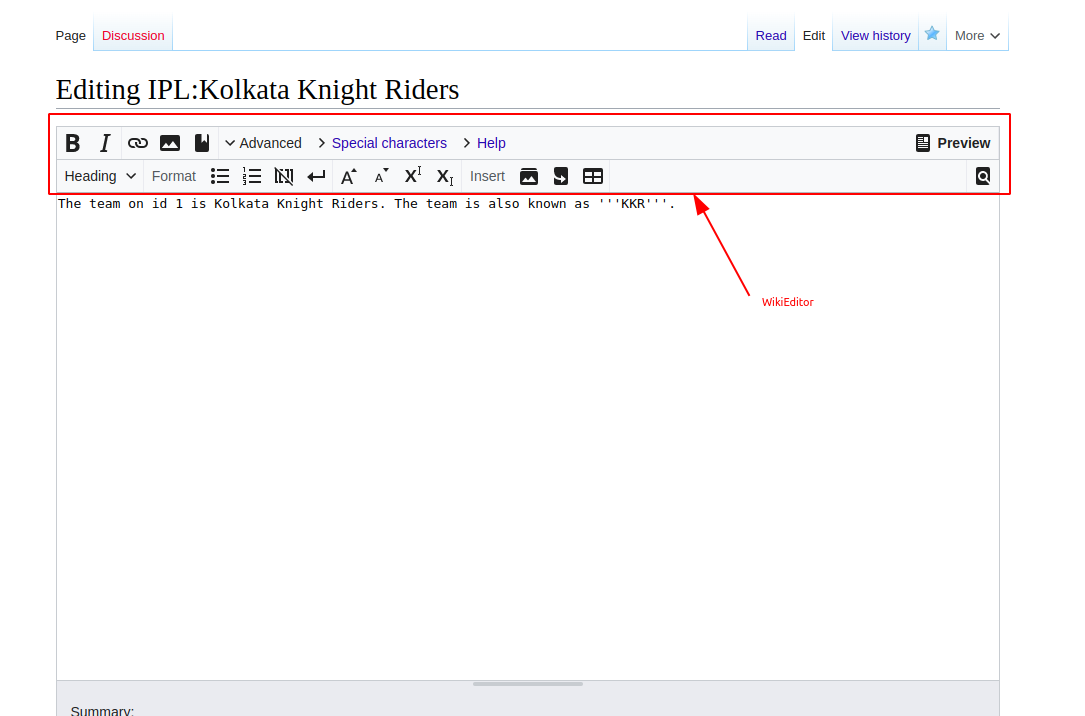 Page Discussion Read Edit View history More
Editing IPL:Kolkata Knight Riders
B I Advanced Special characters Help Preview
Heading Format A A X X Insert
The team on id 1 is Kolkata Knight Riders. The team is also known as '''KKR'''.
WikiEditor
Summary: